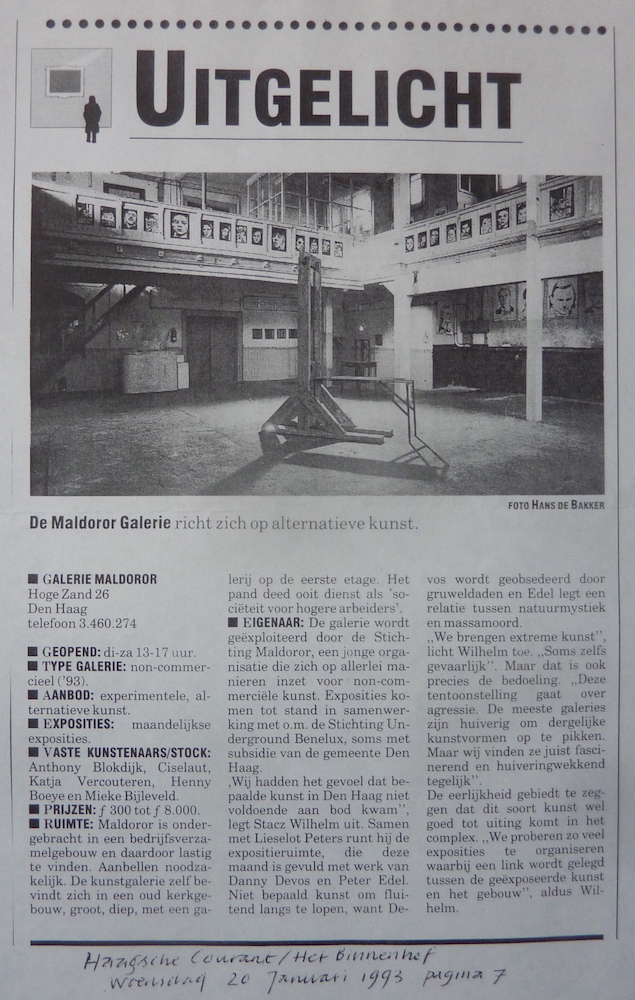 UITGELICHT
FOTO HANS DE BAKKER
De Maldoror Galerie richt zich op alternatieve kunst.
■ GALERIE MALDOROR
Hoge Zand 26
Den Haag
telefoon 3.460.274
■ GEOPEND: di-za 13-17 uur.
■ TYPE GALERIE: non-commer-
cieel ('93).
■ AANBOD: experimentele, al-
ternatieve kunst.
■ EXPOSITIES: maandelijkse
exposities.
■ VASTE KUNSTENAARS/STOCK:
Anthony Blokdijk, Ciselaut,
Katja Vercouteren, Henny
Boeye en Mieke Bijleveld.
■ PRIJZEN: ƒ 300 tot ƒ 8.000.
■ RUIMTE: Maldoror is onder-
gebracht in een bedrijfsverza-
melgebouw en daardoor lastig
te vinden. Aanbellen noodza-
kelijk. De kunstgalerie zelf be-
vindt zich in een oud kerkge-
bouw, groot, diep, met een ga-
lerij op de eerste etage. Het
pand deed ooit dienst als 'so-
ciëteit voor hogere arbeiders'.
■ EIGENAAR: De galerie wordt
geëxploiteerd door de Stich-
ting Maldoror, een jonge orga-
nisatie die zich op allerlei ma-
nieren inzet voor non-com-
merciële kunst. Exposities ko-
men tot stand in samenwer-
king met o.m. de Stichting Un-
derground Benelux, soms met
subsidie van de gemeente Den
Haag.
,Wij hadden het gevoel dat be-
paalde kunst in Den Haag niet
voldoende aan bod kwam'',
legt Stacz Wilhelm uit. Samen
met Lieselot Peters runt hij de
expositieruimte, die deze
maand is gevuld met werk van
Danny Devos en Peter Edel.
Niet bepaald kunst om flui-
tend langs te lopen, want De-
vos wordt geobsedeerd door
gruweldaden en Edel legt een
relatie tussen natuurmystiek
en massamoord.
,,We brengen extreme kunst'',
licht Wilhelm toe. ,,Soms zelfs
gevaarlijk''. Maar dat is ook
precies de bedoeling. ,,Deze
tentoonstelling gaat over
agressie. De meeste galeries
zijn huiverig om dergelijke
kunstvormen op te pikken.
Maar wij vinden ze juist fasci-
nerend en huiveringwekkend
tegelijk''.
De eerlijkheid gebiedt te zeg-
gen dat dit soort kunst wel
goed tot uiting komt in het
complex. ,,We proberen zo veel
exposities te organiseren
waarbij een link wordt gelegd
tussen de geëxposeerde kunst
en het gebouw'', aldus Wil-
helm.
Haagsche Courant/Het Binnenhof
Woensdag 20 Januari 1993 pagina 7